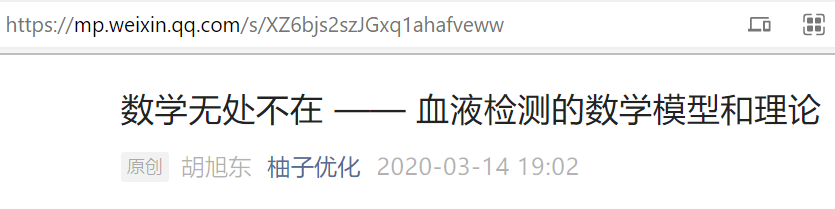 https://mp.weixin.qq.com/s/XZ6bjs2szJGxq1ahafveww
数学无处不在 —— 血液检测的数学模型和理论
原创 胡旭东 柚子优化 2020-03-14 19:02